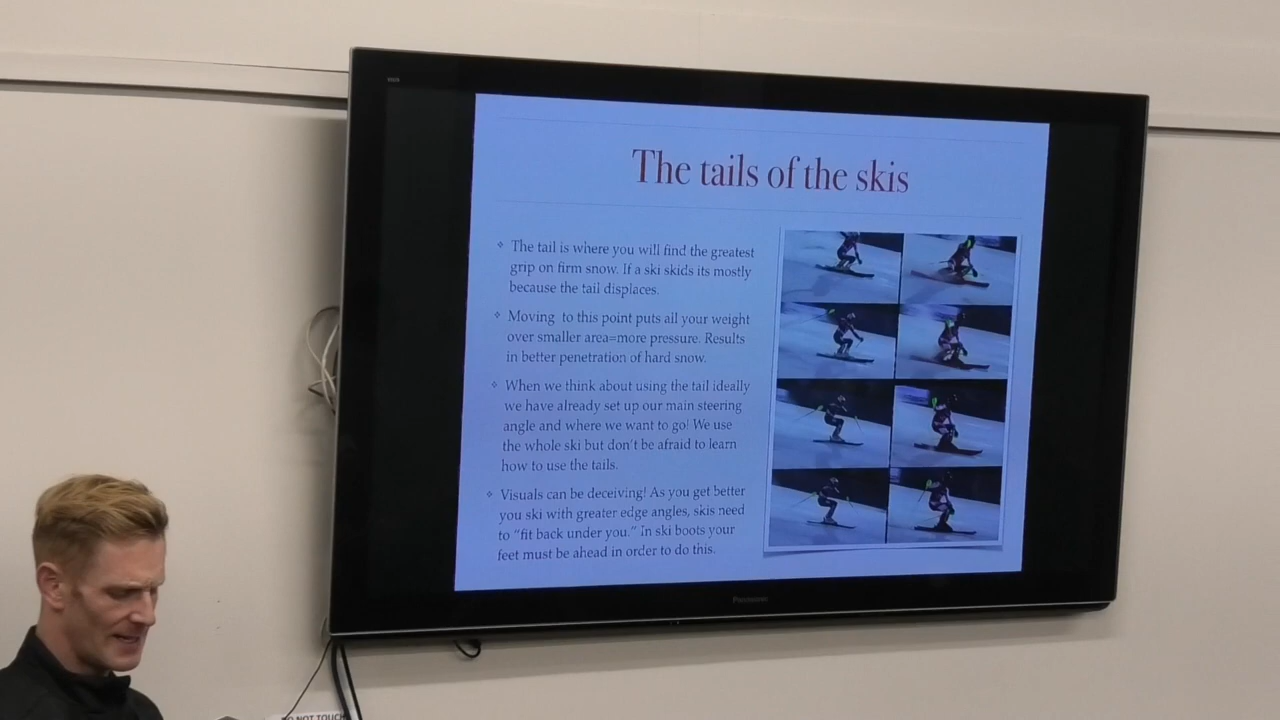 The tails of the skis
The tail is where you will find the greatest
grip on firm snow. If a ski skids its mostly
because the tail displaces.
Moving to this point puts all your weight
over smaller area=more pressure. Results
in better penetration of hard snow.
When we think about using the tail ideally
we have already set up our main steering
angle and where we want to go! We use
the whole ski but don't be afraid to learn
how to use the tails.
Visuals can be deceiving! As you get better
you ski with greater edge angles, skis need
to "fit back under you." In ski boots your
feet must be ahead in order to do this.
Panasonic
DO NOT TOUCH